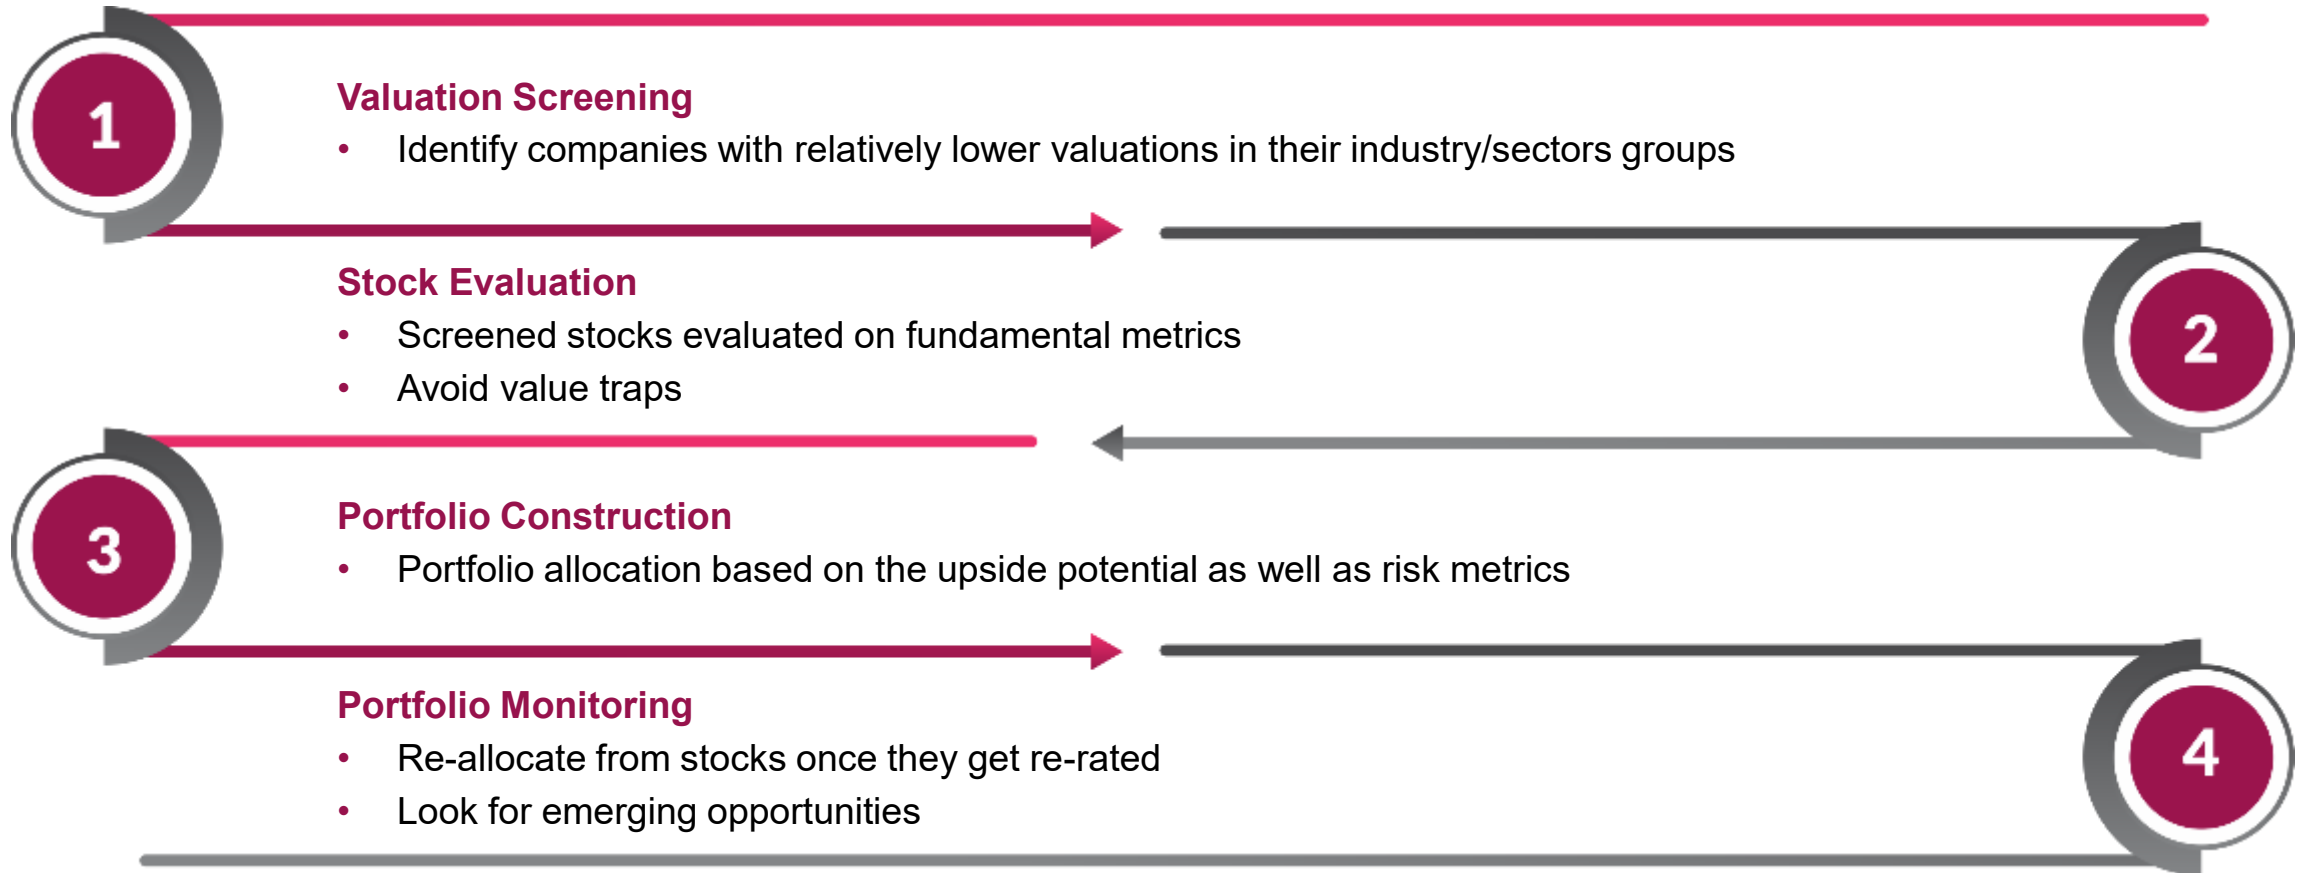 1
Valuation Screening
• Identify companies with relatively lower valuations in their industry/sectors groups
2
Stock Evaluation
• Screened stocks evaluated on fundamental metrics
• Avoid value traps
3
Portfolio Construction
• Portfolio allocation based on the upside potential as well as risk metrics
4
Portfolio Monitoring
• Re-allocate from stocks once they get re-rated
• Look for emerging opportunities